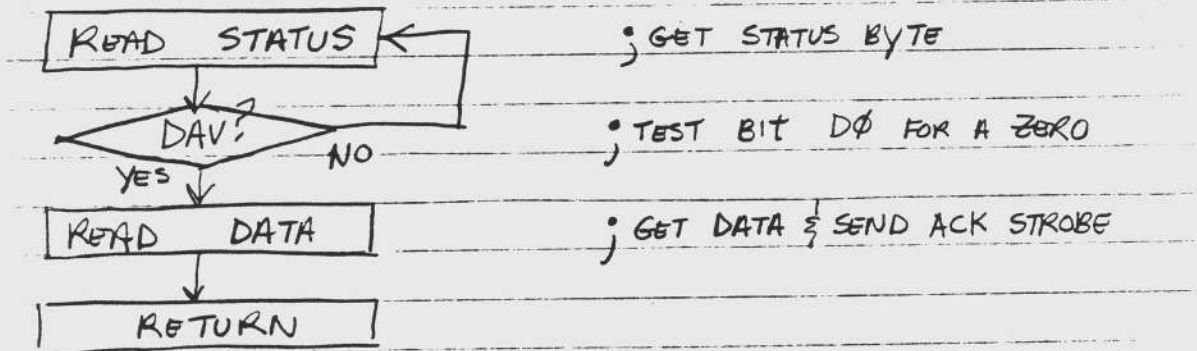 READ STATUS ; GET STATUS BYTE
DAV? ; TEST BIT DØ FOR A ZERO
NO
YES
READ DATA ; GET DATA & SEND ACK STROBE
RETURN